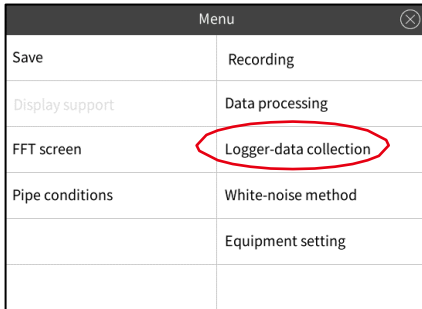 Menu
Save
Recording
Display support
Data processing
FFT screen
Logger-data collection
Pipe conditions
White-noise method
Equipment setting